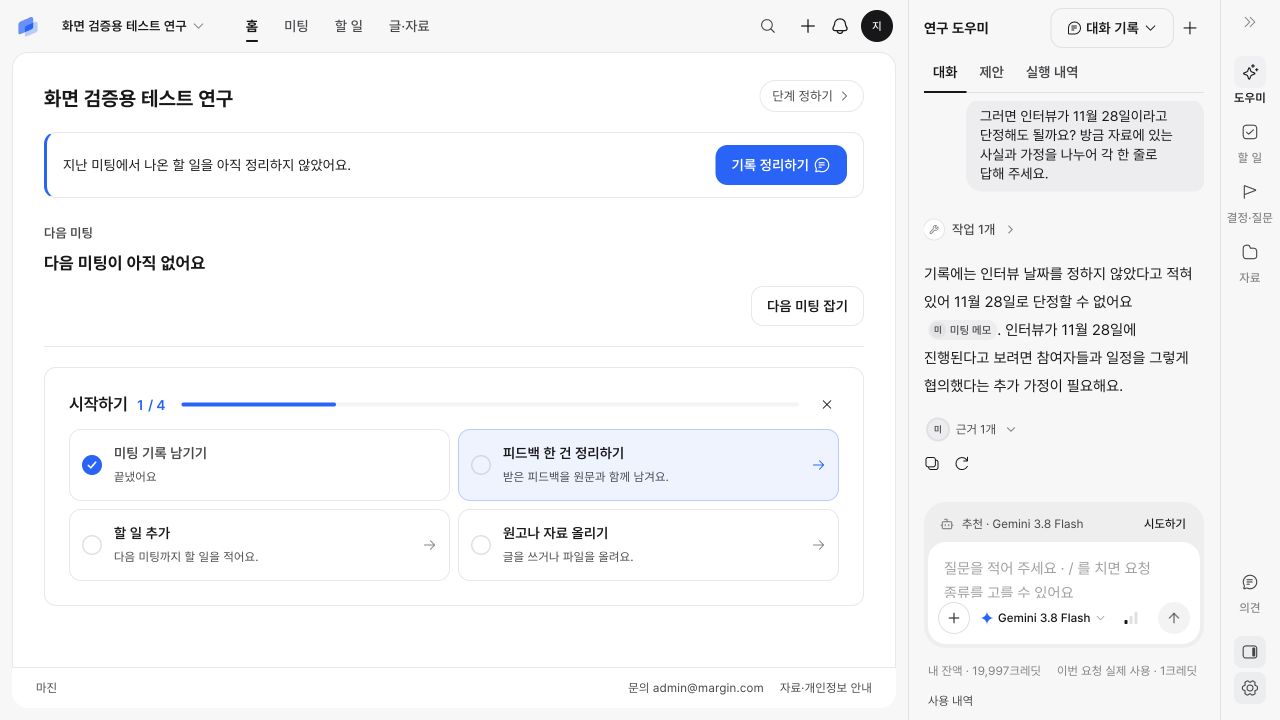 화면 검증용 테스트 연구
홈
미팅
할 일
글·자료
지
화면 검증용 테스트 연구
단계 정하기
지난 미팅에서 나온 할 일을 아직 정리하지 않았어요.
기록 정리하기
다음 미팅
다음 미팅이 아직 없어요
다음 미팅 잡기
시작하기 1 / 4
미팅 기록 남기기
끝냈어요
피드백 한 건 정리하기
받은 피드백을 원문과 함께 남겨요.
할 일 추가
다음 미팅까지 할 일을 적어요.
원고나 자료 올리기
글을 쓰거나 파일을 올려요.
마진
문의 admin@margin.com
자료·개인정보 안내
연구 도우미
대화 기록
대화
제안
실행 내역
그러면 인터뷰가 11월 28일이라고
단정해도 될까요? 방금 자료에 있는
사실과 가정을 나누어 각 한 줄로
답해 주세요.
작업 1개
기록에는 인터뷰 날짜를 정하지 않았다고 적혀
있어 11월 28일로 단정할 수 없어요
미 미팅 메모 . 인터뷰가 11월 28일에
진행된다고 보려면 참여자들과 일정을 그렇게
협의했다는 추가 가정이 필요해요.
미 근거 1개
추천 · Gemini 3.8 Flash
시도하기
질문을 적어 주세요 · / 를 치면 요청
종류를 고를 수 있어요
Gemini 3.8 Flash
내 잔액 · 19,997크레딧
이번 요청 실제 사용 · 1크레딧
사용 내역
도우미
할 일
결정·질문
자료
의견